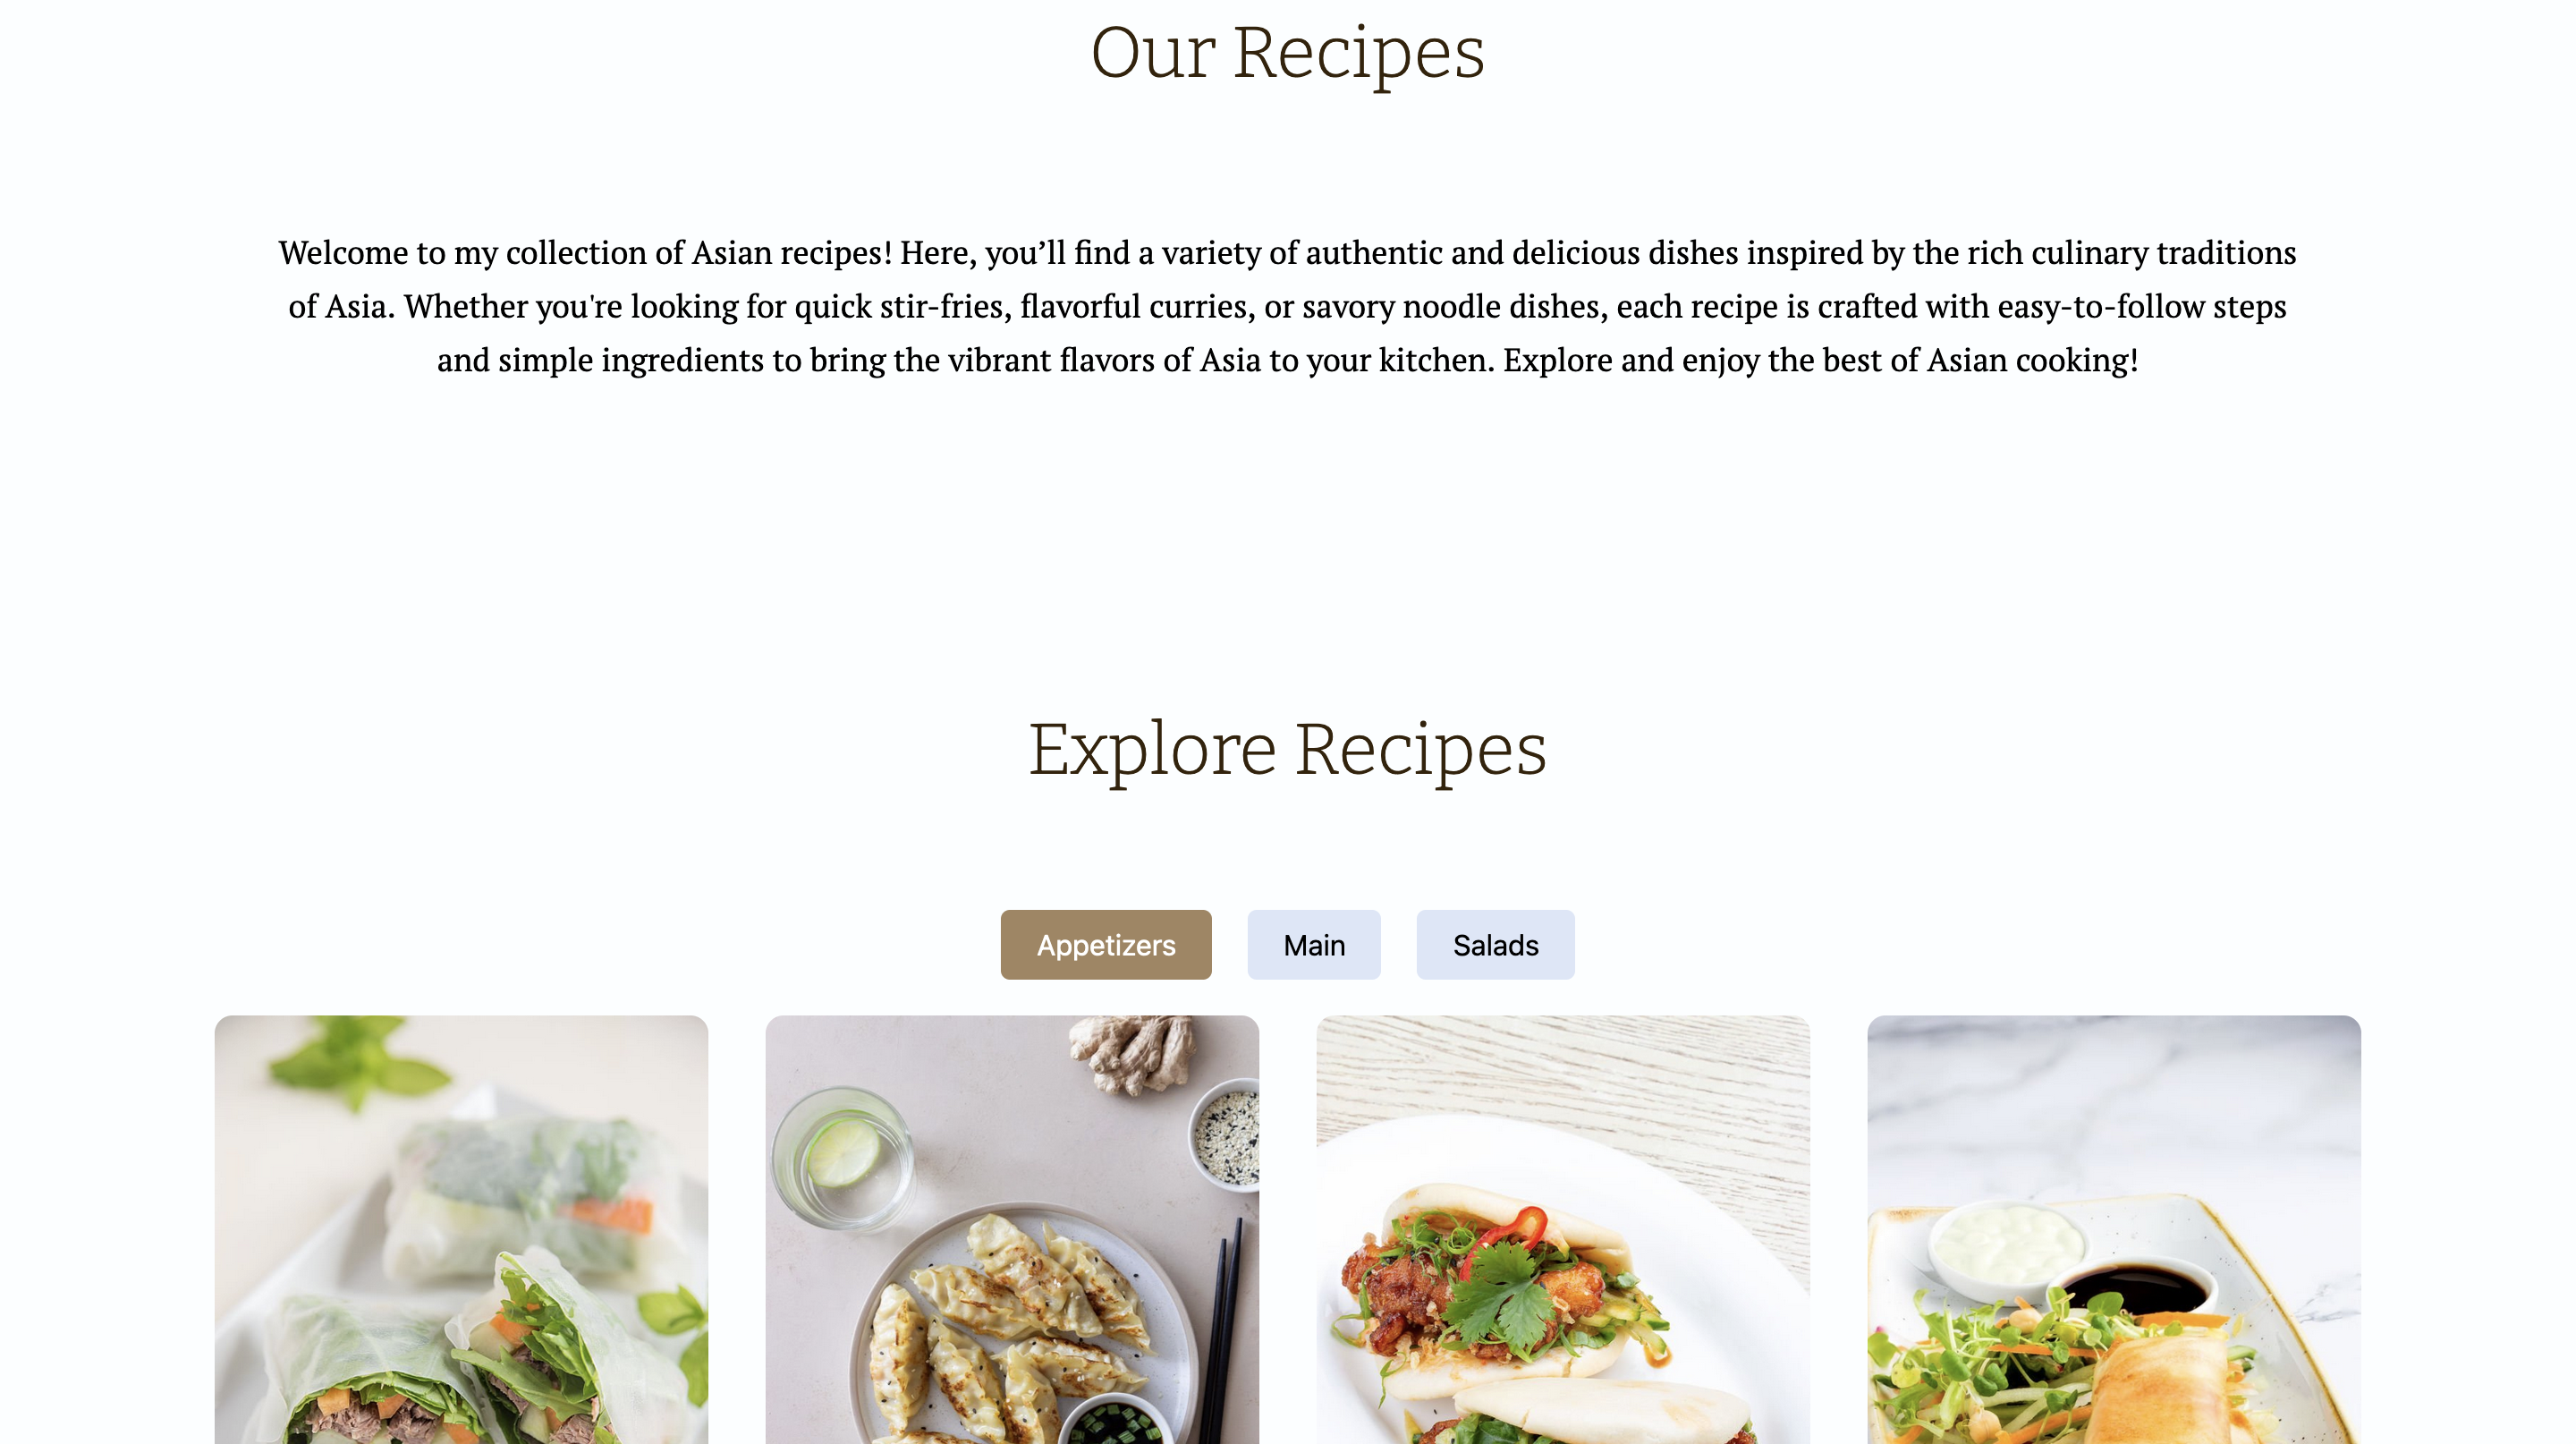 Our Recipes
Welcome to my collection of Asian recipes! Here, you’ll find a variety of authentic and delicious dishes inspired by the rich culinary traditions
of Asia. Whether you're looking for quick stir-fries, flavorful curries, or savory noodle dishes, each recipe is crafted with easy-to-follow steps
and simple ingredients to bring the vibrant flavors of Asia to your kitchen. Explore and enjoy the best of Asian cooking!
Explore Recipes
Appetizers Main Salads